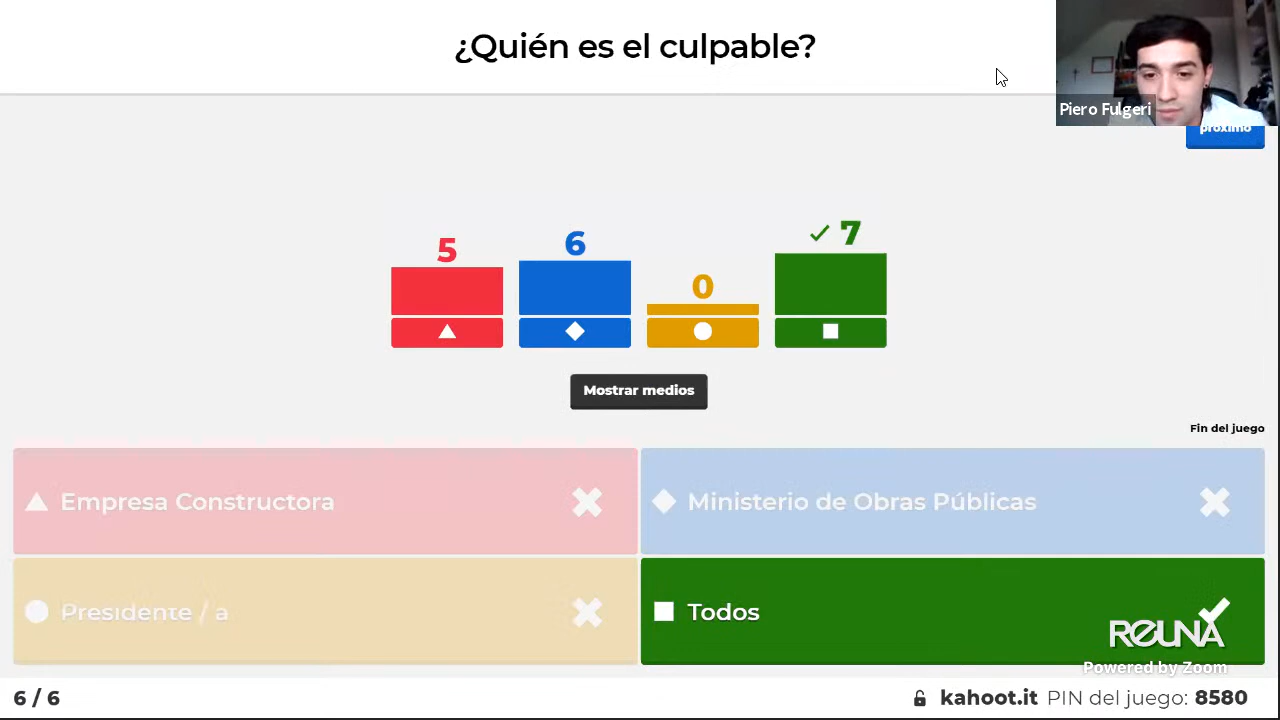 ¿Quién es el culpable?
Piero Fulgeri
próximo
5
6
0
7
Mostrar medios
Fin del juego
Empresa Constructora
Ministerio de Obras Públicas
Presidente / a
Todos
REUNA
Powered by Zoom
6 / 6
kahoot.it PIN del juego: 8580